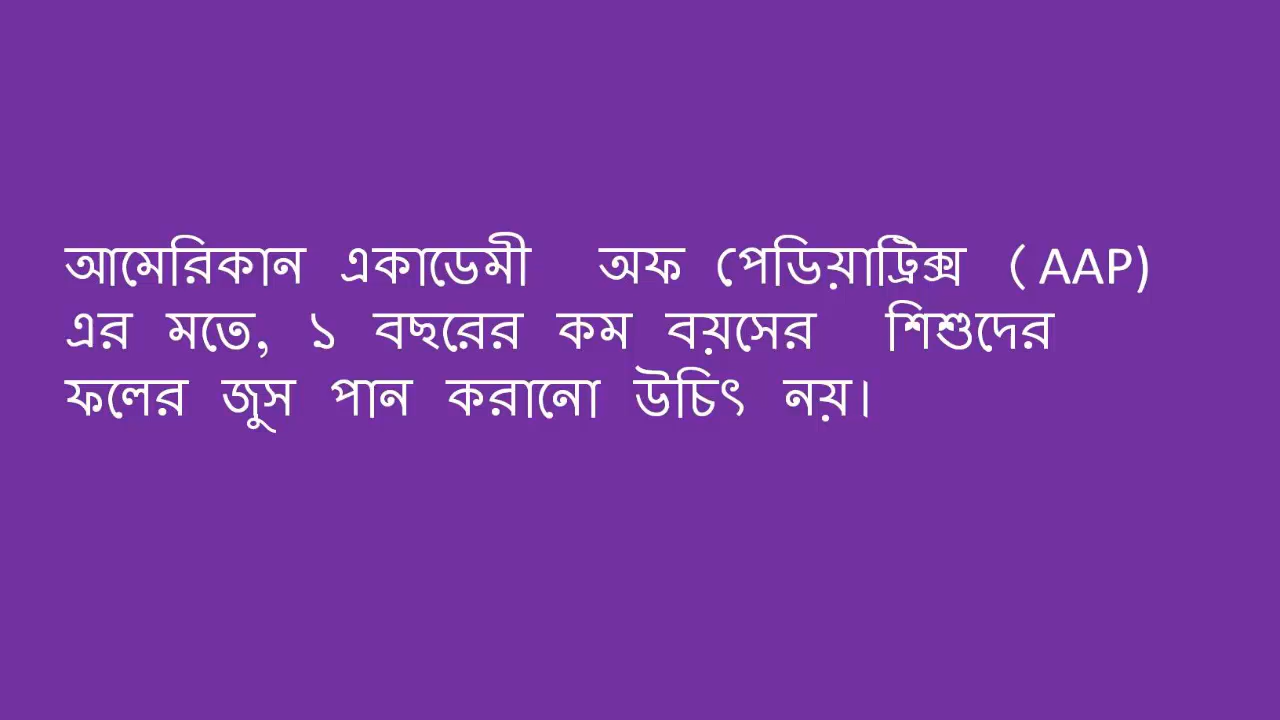 আমেরিকান একাডেমী অফ পেডিয়াট্রিক্স (AAP)
এর মতে, ১ বছরের কম বয়সের শিশুদের
ফলের জুস পান করানো উচিৎ নয়।